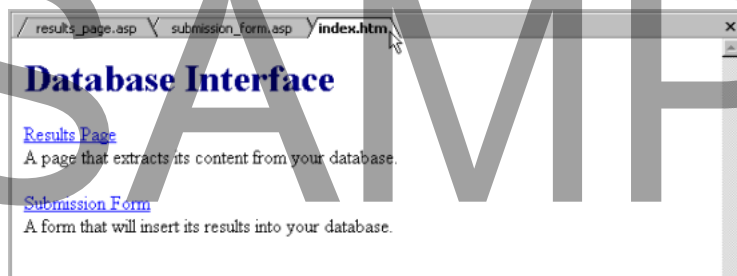 results_page.asp submission_form.asp index.htm
Database Interface
Results Page
A page that extracts its content from your database.
Submission Form
A form that will insert its results into your database.
SAMP